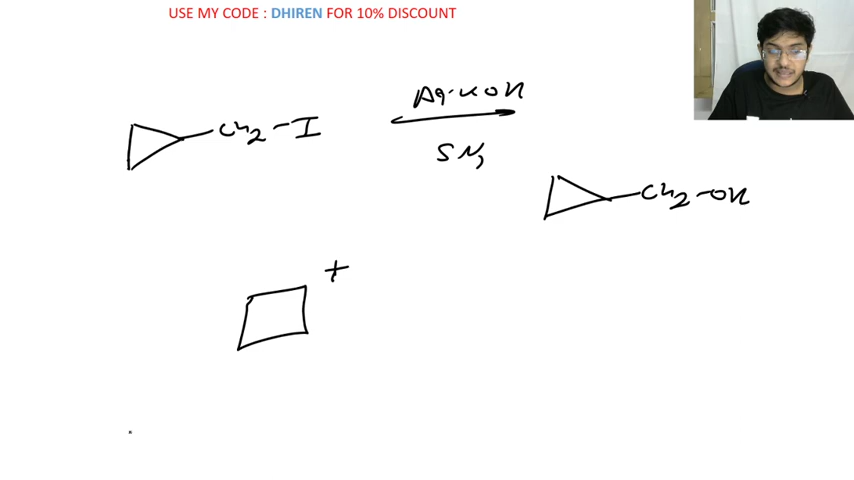 USE MY CODE : DHIREN FOR 10% DISCOUNT
CH2-I
Aq.KOH
SN1
CH2-OH
+